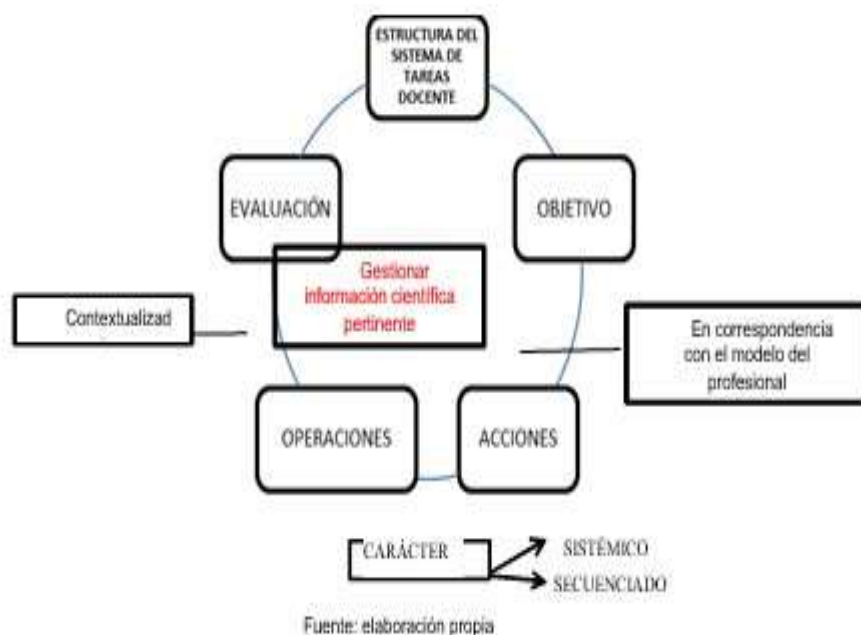 ESTRUCTURA DEL
SISTEMA DE
TAREAS
DOCENTE
EVALUACIÓN
OBJETIVO
Gestionar
información científica
pertinente
Contextualizad
En correspondencia
con el modelo del
profesional
OPERACIONES
ACCIONES
CARÁCTER
SISTÉMICO
SECUENCIADO
Fuente: elaboración propia